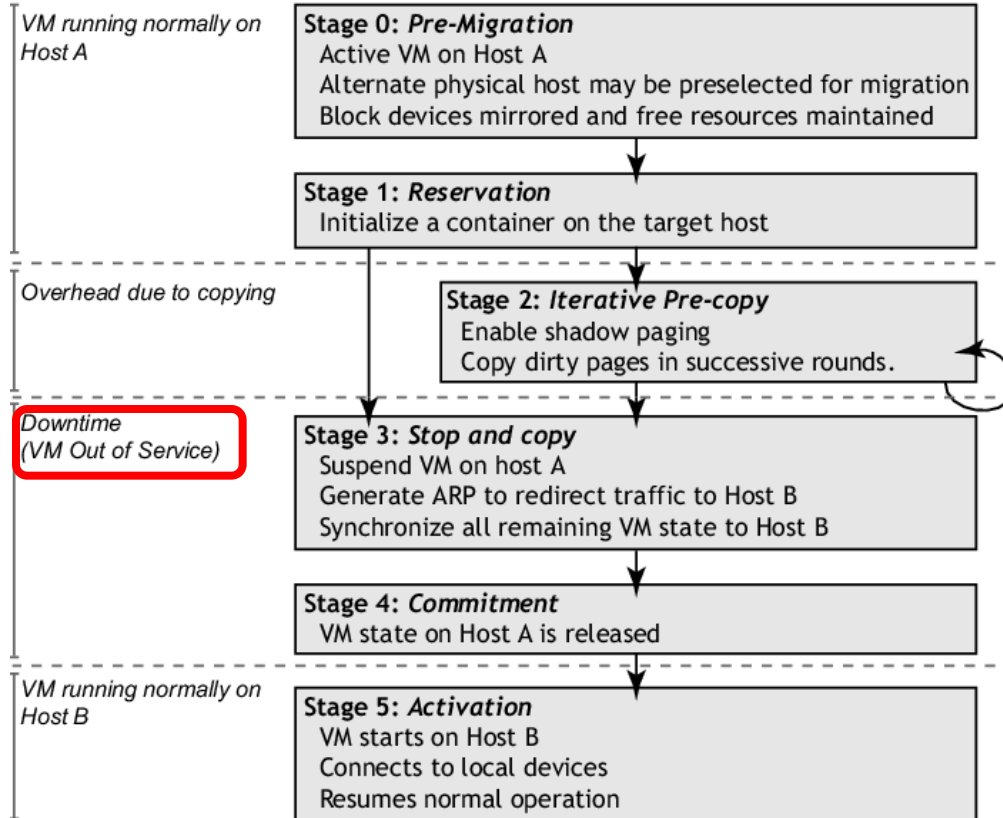 VM running normally on
Host A
Stage 0: Pre-Migration
Active VM on Host A
Alternate physical host may be preselected for migration
Block devices mirrored and free resources maintained
Stage 1: Reservation
Initialize a container on the target host
Overhead due to copying
Stage 2: Iterative Pre-copy
Enable shadow paging
Copy dirty pages in successive rounds.
Downtime
(VM Out of Service)
Stage 3: Stop and copy
Suspend VM on host A
Generate ARP to redirect traffic to Host B
Synchronize all remaining VM state to Host B
Stage 4: Commitment
VM state on Host A is released
VM running normally on
Host B
Stage 5: Activation
VM starts on Host B
Connects to local devices
Resumes normal operation